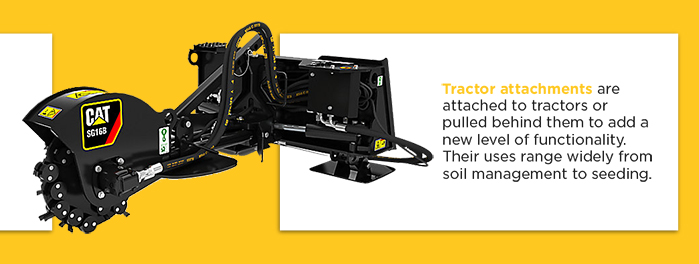 CAT
SG16B
Tractor attachments are
attached to tractors or
pulled behind them to add a
new level of functionality.
Their uses range widely from
soil management to seeding.